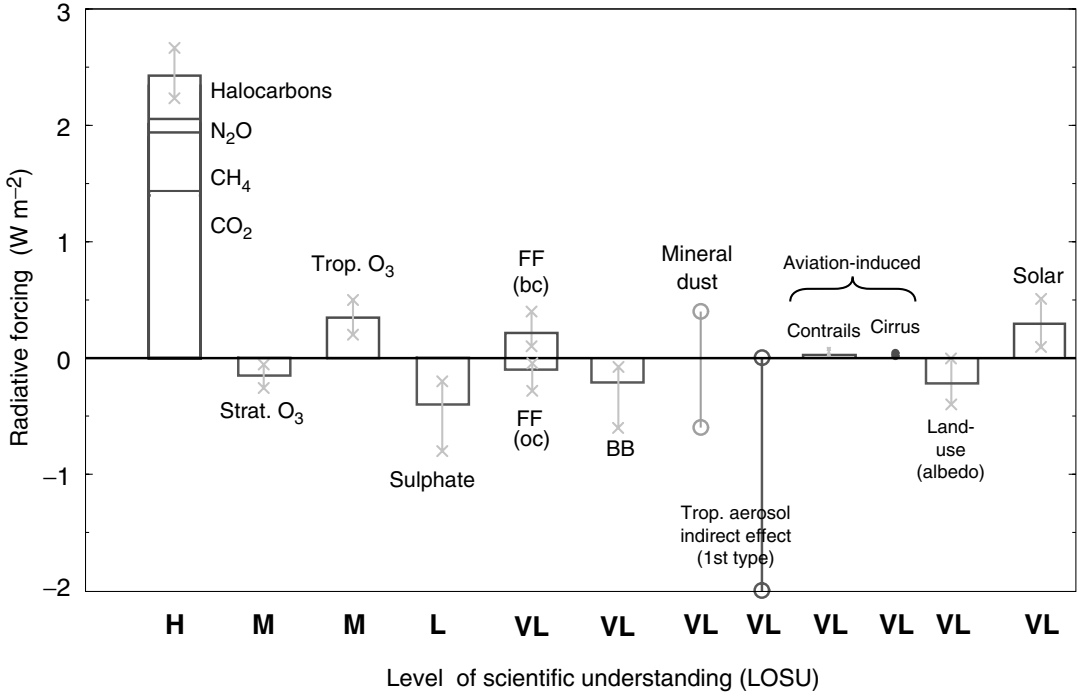 3
2
1
0
−1
−2
Radiative forcing (W m−2)
Halocarbons
N2O
CH4
CO2
Strat. O3
Trop. O3
Sulphate
FF
(bc)
FF
(oc)
BB
Mineral
dust
Trop. aerosol
indirect effect
(1st type)
Aviation-induced
Contrails
Cirrus
Land-
use
(albedo)
Solar
H M M L VL VL VL VL VL VL VL VL
Level of scientific understanding (LOSU)